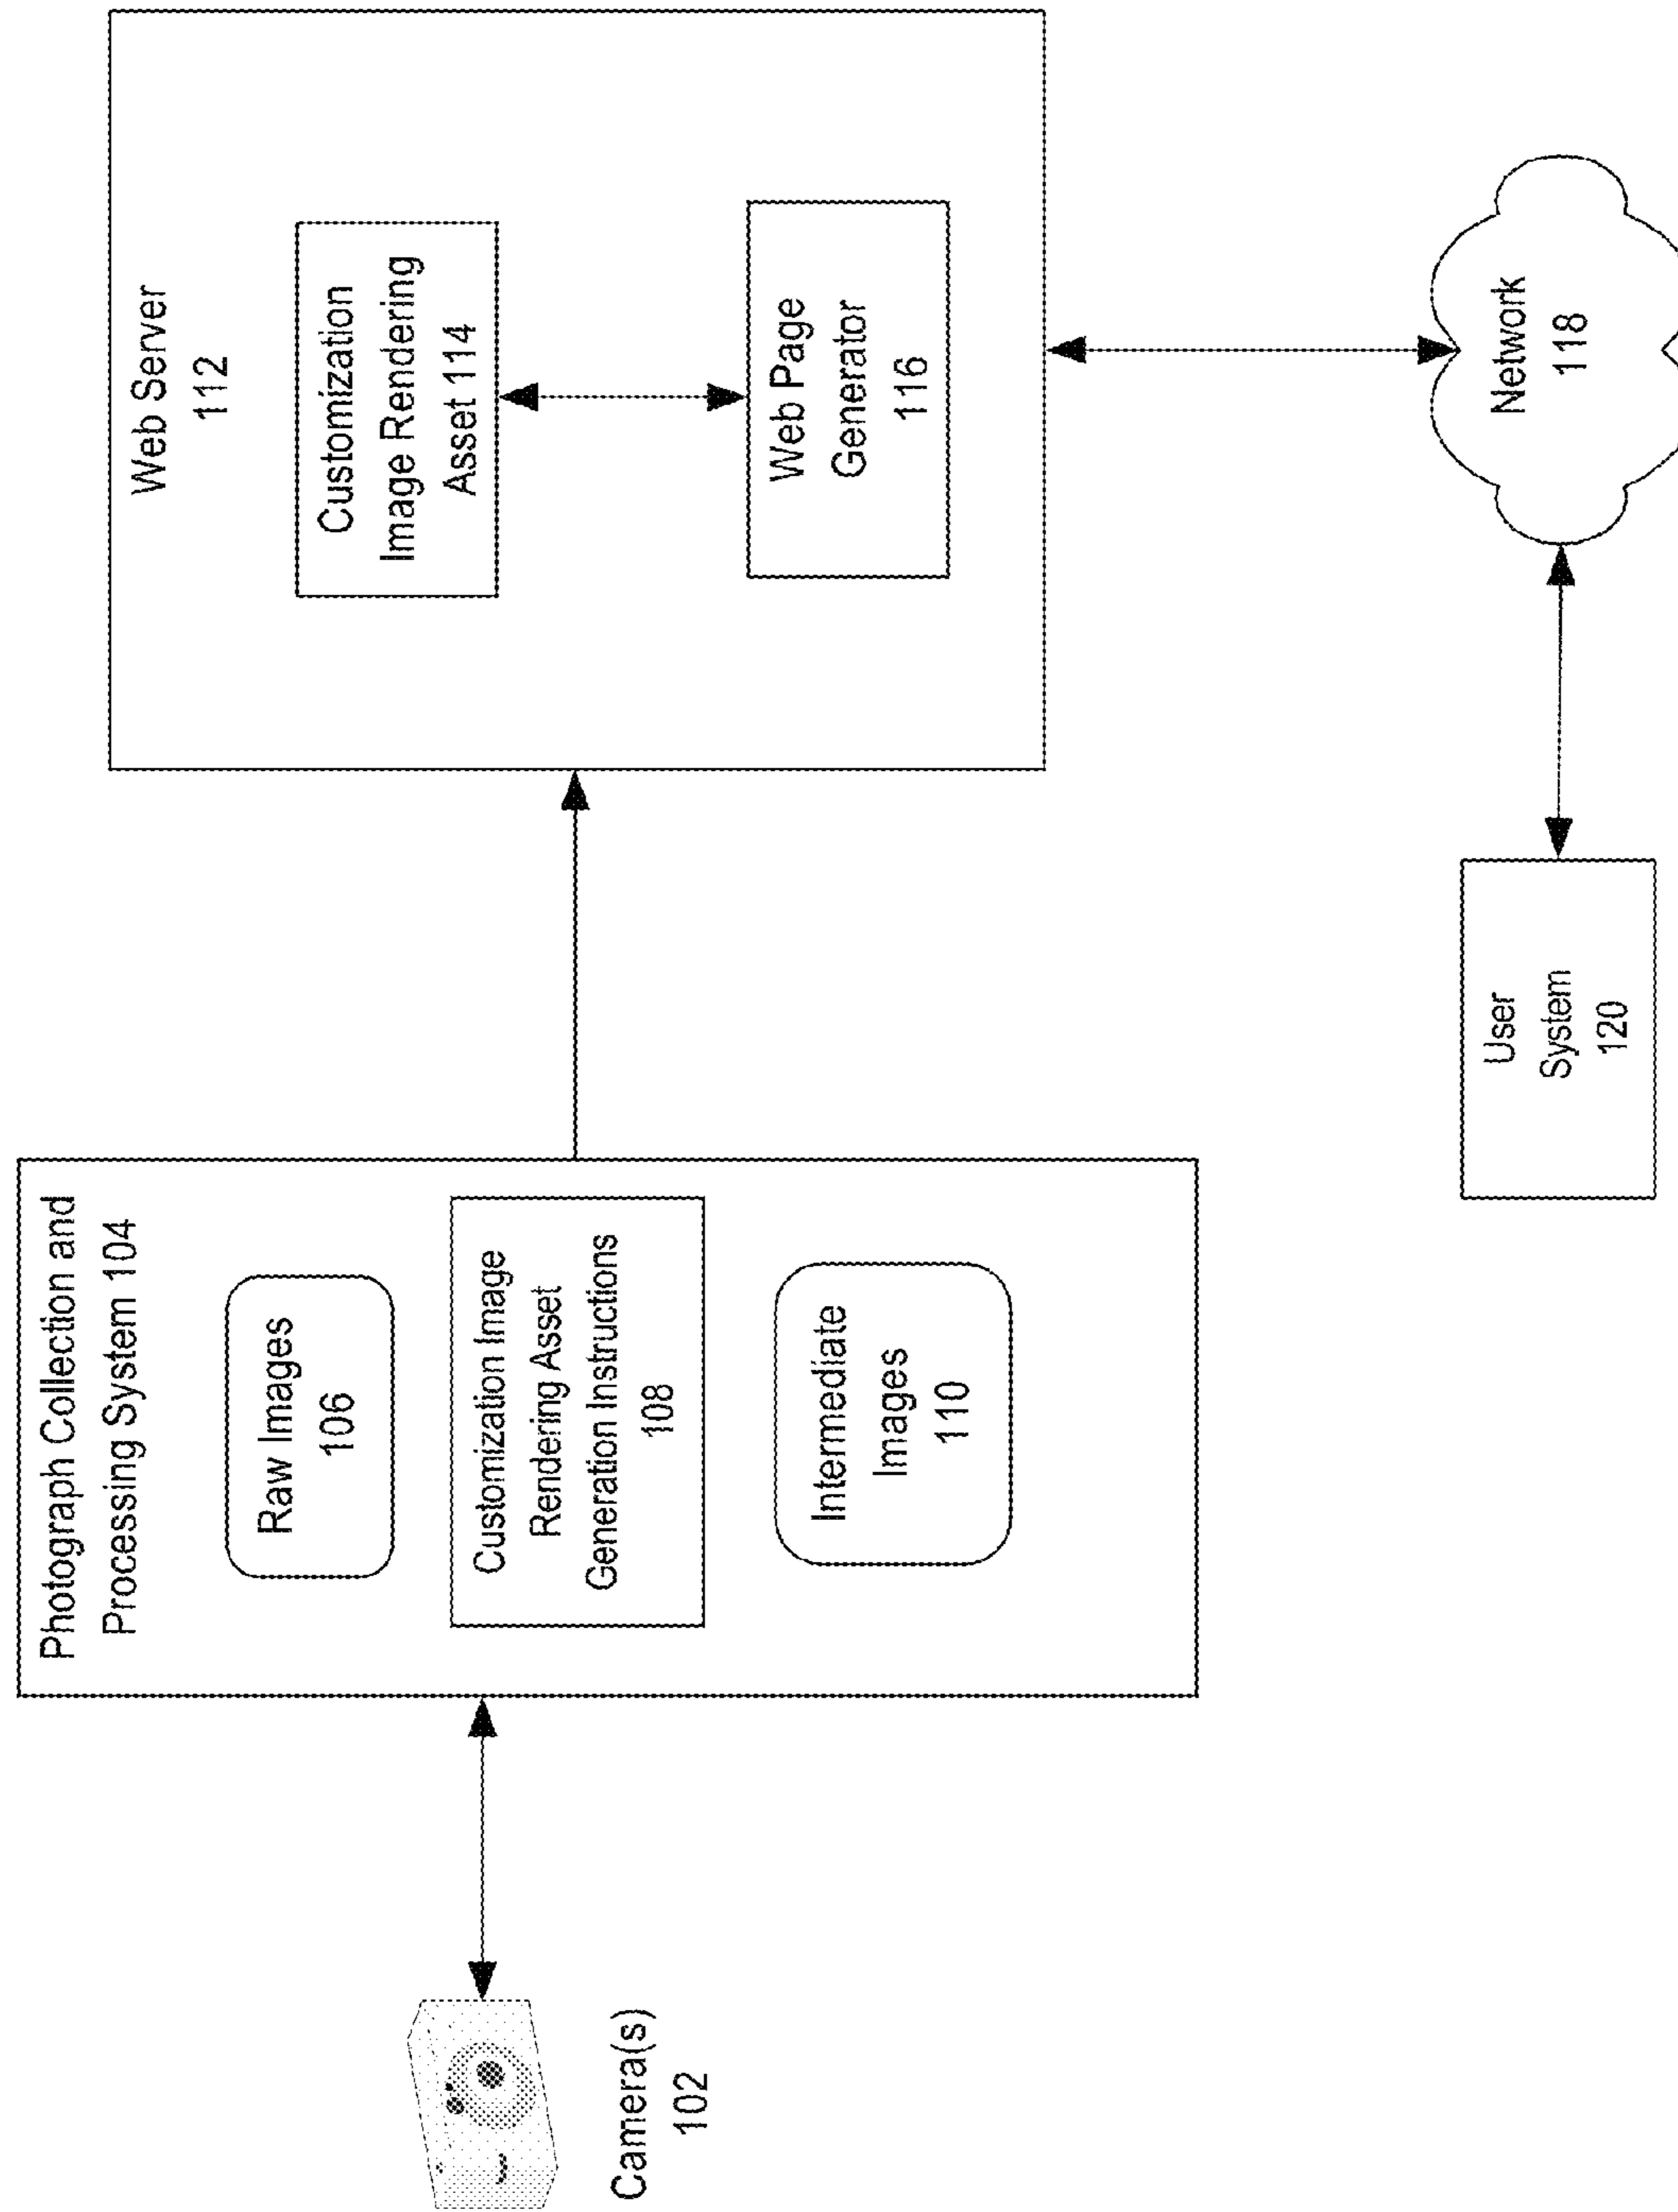 Camera(s)
102
Photograph Collection and
Processing System 104
Raw Images
106
Customization Image
Rendering Asset
Generation Instructions
108
Intermediate
Images
110
Web Server
112
Customization
Image Rendering
Asset 114
Web Page
Generator
116
User
System
120
Network
118